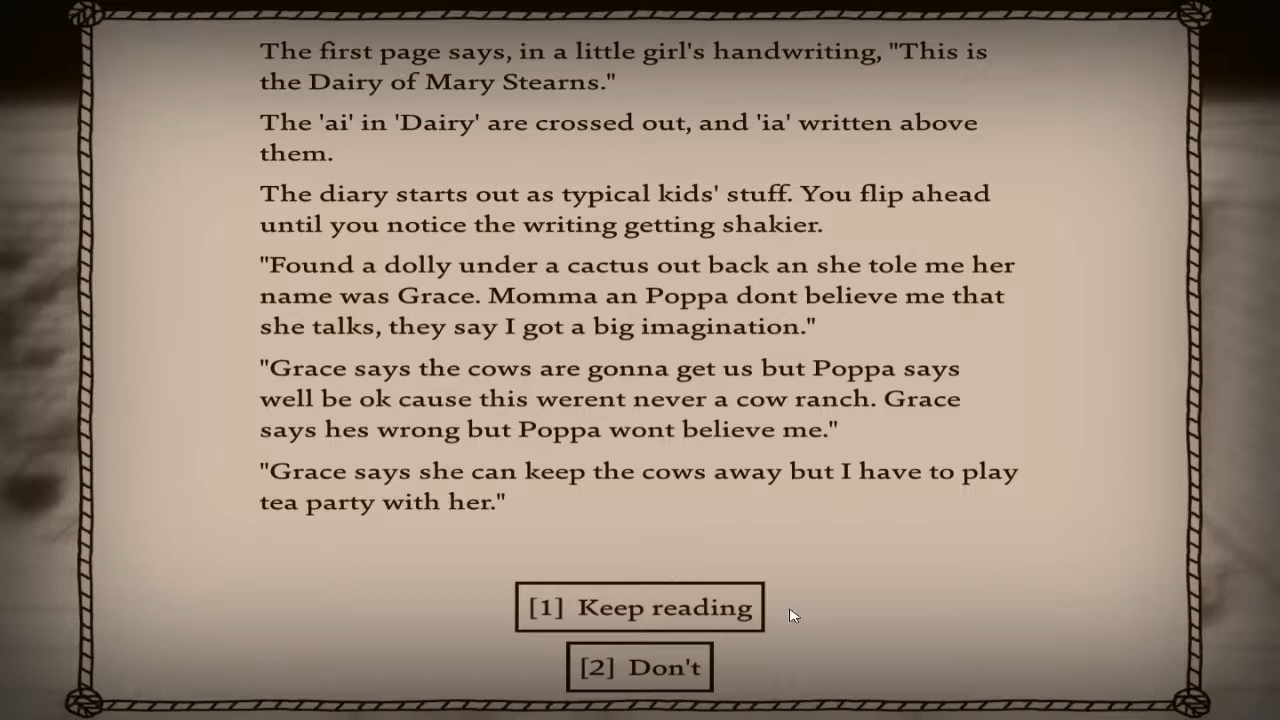 The first page says, in a little girl's handwriting, "This is
the Dairy of Mary Stearns."
The 'ai' in 'Dairy' are crossed out, and 'ia' written above
them.
The diary starts out as typical kids' stuff. You flip ahead
until you notice the writing getting shakier.
"Found a dolly under a cactus out back an she tole me her
name was Grace. Momma an Poppa dont believe me that
she talks, they say I got a big imagination."
"Grace says the cows are gonna get us but Poppa says
well be ok cause this werent never a cow ranch. Grace
says hes wrong but Poppa wont believe me."
"Grace says she can keep the cows away but I have to play
tea party with her."
[1] Keep reading
[2] Don't